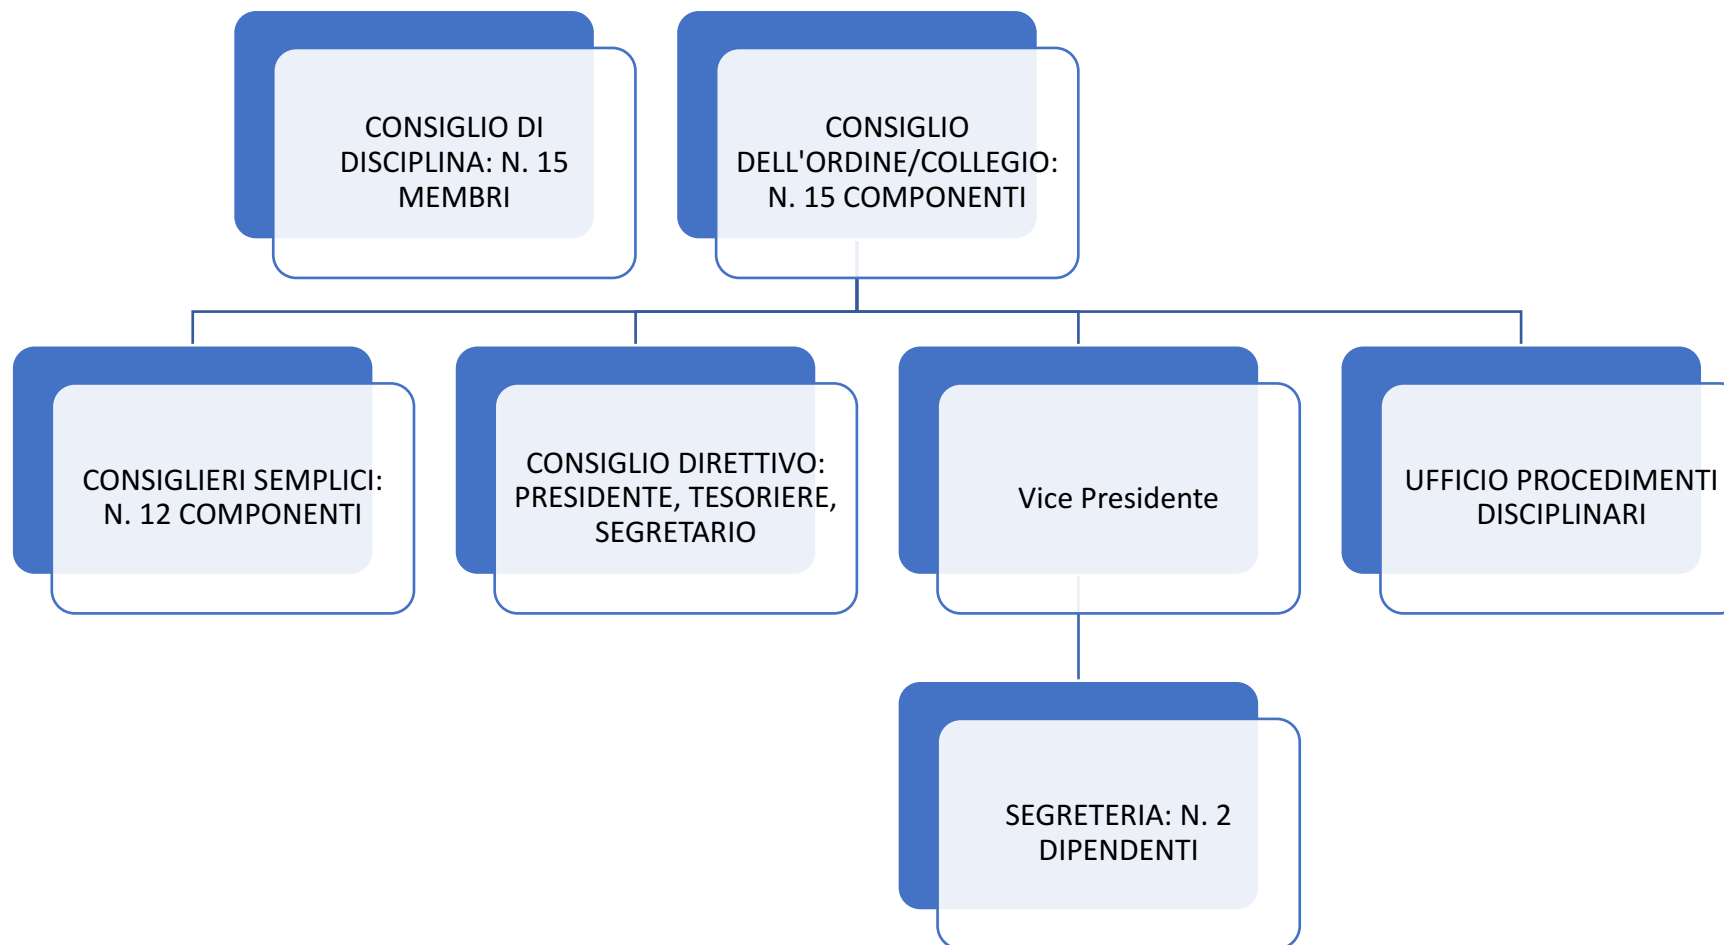 CONSIGLIO DI
DISCIPLINA: N. 15
MEMBRI
CONSIGLIO
DELL'ORDINE/COLLEGIO:
N. 15 COMPONENTI
CONSIGLIERI SEMPLICI:
N. 12 COMPONENTI
CONSIGLIO DIRETTIVO:
PRESIDENTE, TESORIERE,
SEGRETARIO
Vice Presidente
UFFICIO PROCEDIMENTI
DISCIPLINARI
SEGRETERIA: N. 2
DIPENDENTI